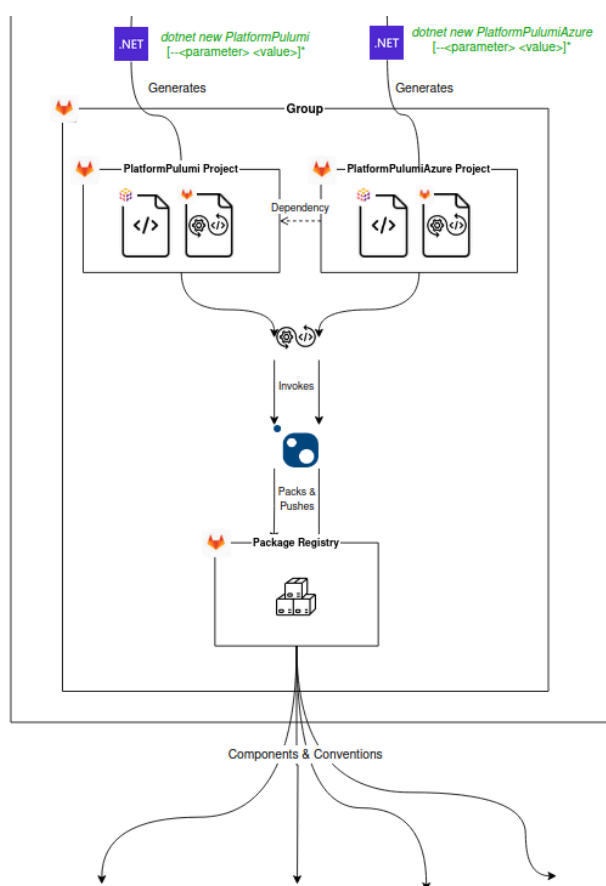 .NET
dotnet new PlatformPulumi
[--<parameter> <value>]*
.NET
dotnet new PlatformPulumiAzure
[--<parameter> <value>]*
Generates
Generates
Group
PlatformPulumi Project
PlatformPulumiAzure Project
</>
</>
Dependency
</>
</>
</>
Invokes
Packs &
Pushes
Package Registry
Components & Conventions